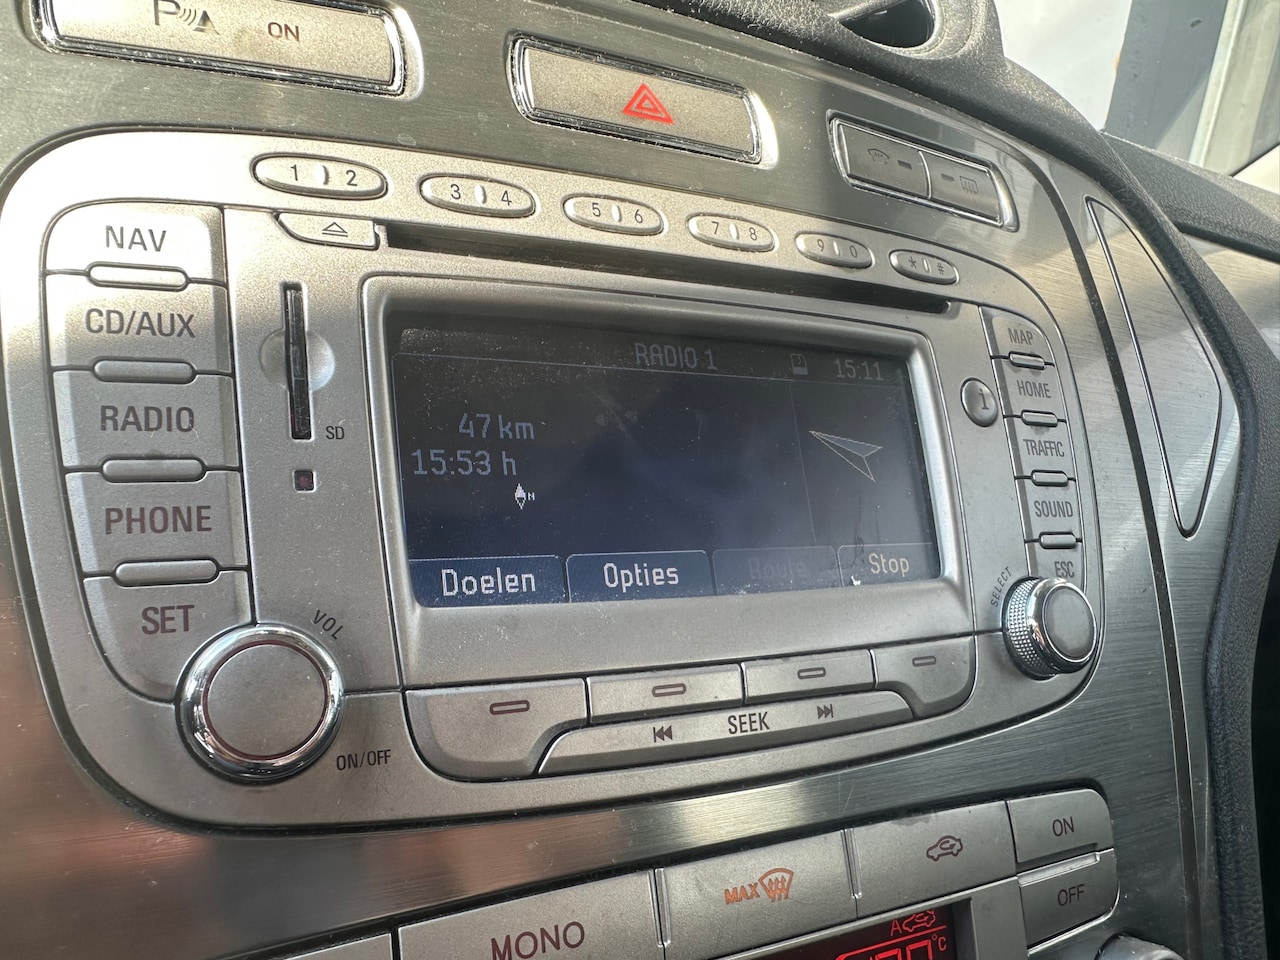 P ON
1 2
3 4
5 6
7 8
9 0
* #
NAV
CD/AUX
RADIO
PHONE
SET
SD
VOL
ON/OFF
RADIO 1 15:11
47 km
15:53 h
N
Doelen Opties Route Stop
MAP
HOME
i
TRAFFIC
SOUND
ESC
SELECT
SEEK
MONO
MAX
ON
OFF
A
°C